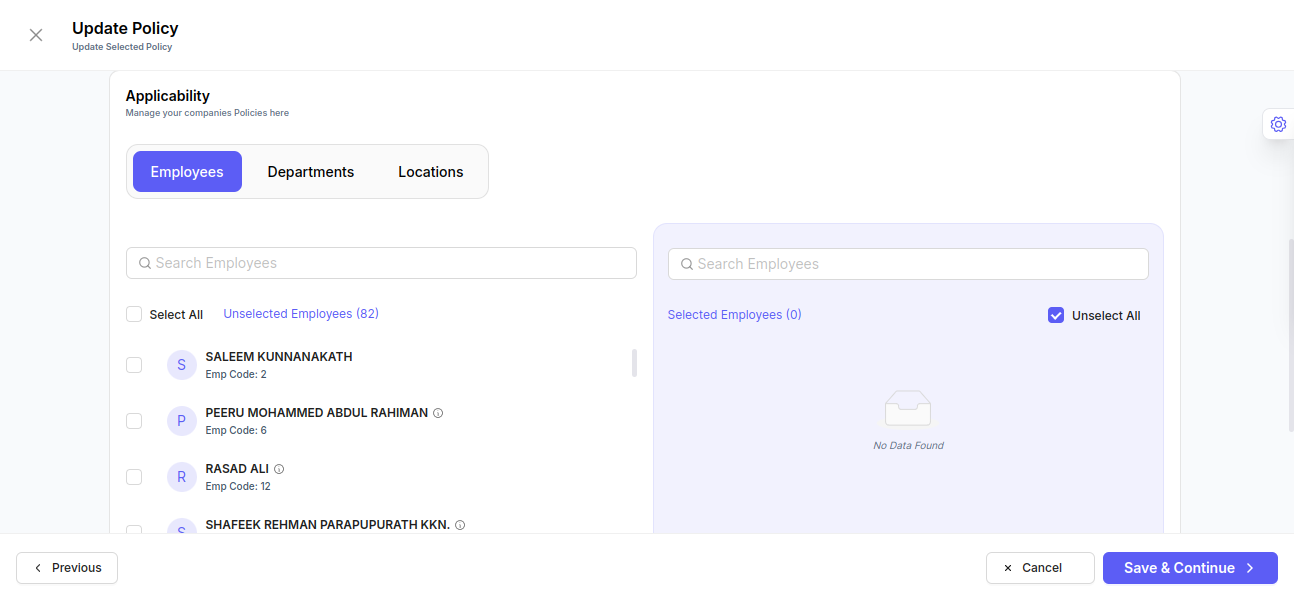 Update Policy
Update Selected Policy
Applicability
Manage your companies Policies here
Employees Departments Locations
Search Employees
Select All Unselected Employees (82)
S SALEEM KUNNANAKATH
Emp Code: 2
P PEERU MOHAMMED ABDUL RAHIMAN
Emp Code: 6
R RASAD ALI
Emp Code: 12
S SHAFEEK REHMAN PARAPUPURATH KKN.
Search Employees
Selected Employees (0) Unselect All
No Data Found
Previous Cancel Save & Continue